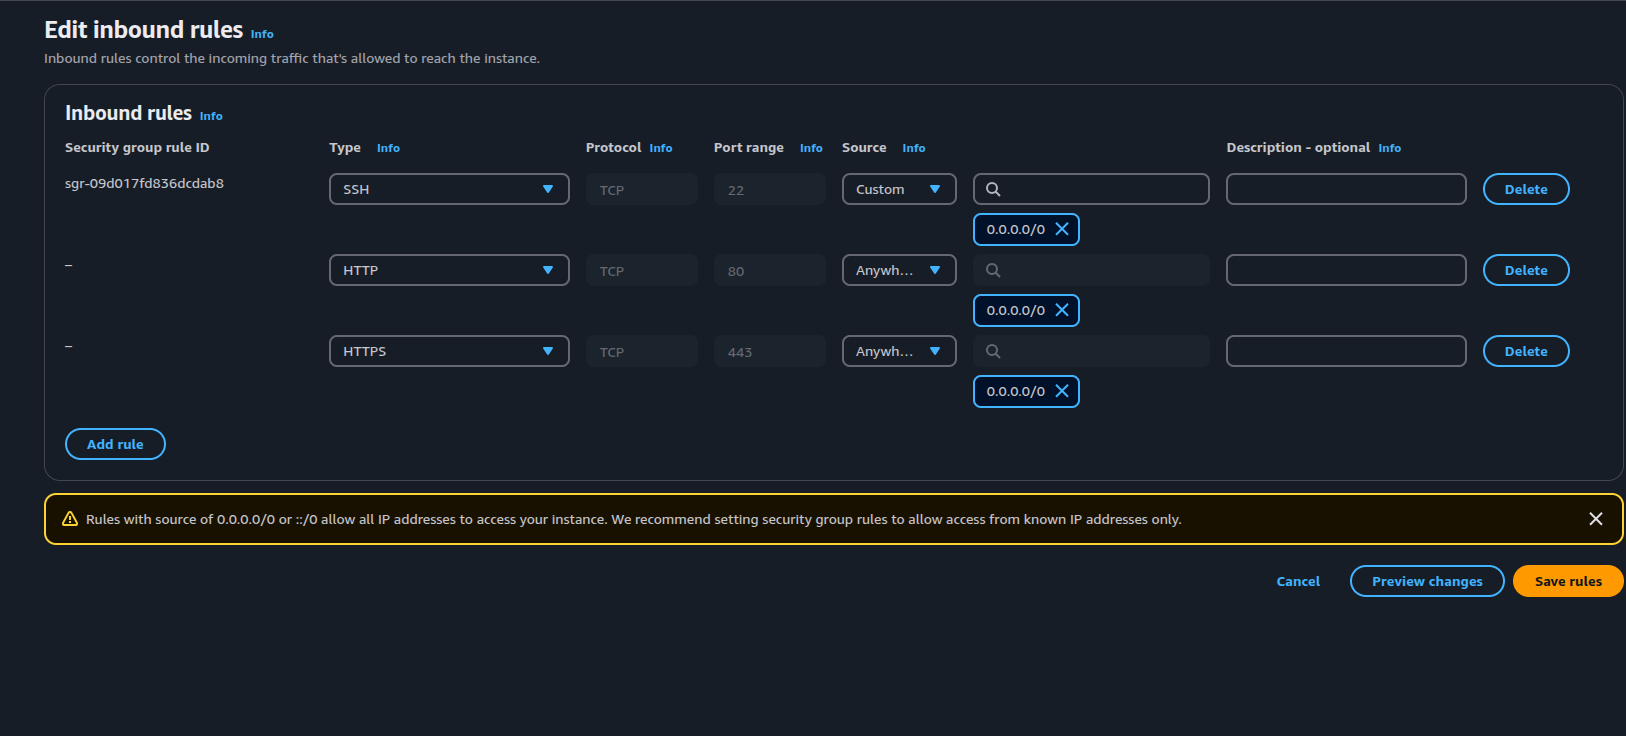 Edit inbound rules Info
Inbound rules control the incoming traffic that's allowed to reach the instance.
Inbound rules Info
Security group rule ID Type Info Protocol Info Port range Info Source Info Description - optional Info
sgr-09d017fd836dcdab8 SSH TCP 22 Custom Delete
0.0.0.0/0
– HTTP TCP 80 Anywh... Delete
0.0.0.0/0
– HTTPS TCP 443 Anywh... Delete
0.0.0.0/0
Add rule
Rules with source of 0.0.0.0/0 or ::/0 allow all IP addresses to access your instance. We recommend setting security group rules to allow access from known IP addresses only.
Cancel Preview changes Save rules